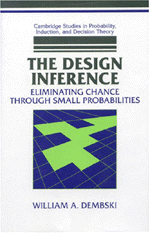 Cambridge Studies in Probability,
Induction, and Decision Theory
THE DESIGN
INFERENCE
ELIMINATING CHANCE
THROUGH SMALL PROBABILITIES
WILLIAM A. DEMBSKI